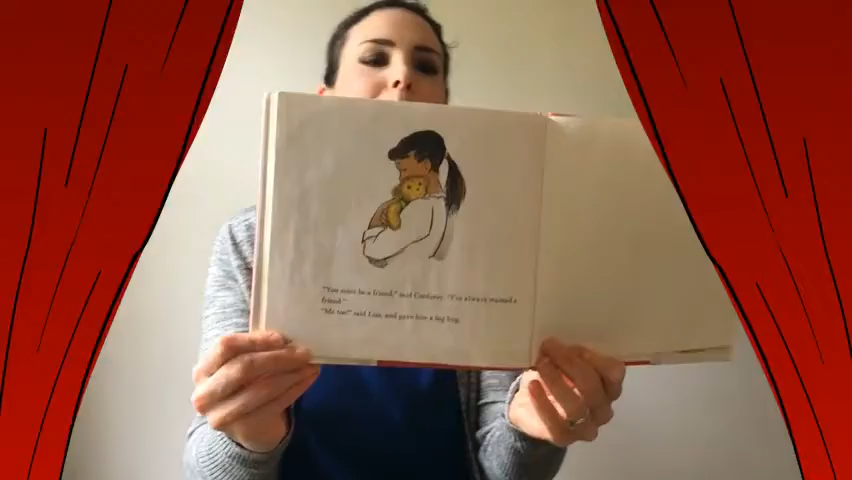 "You must be a friend," said Corduroy. "I've always wanted a
friend."
"Me too!" said Lisa, and gave him a big hug.